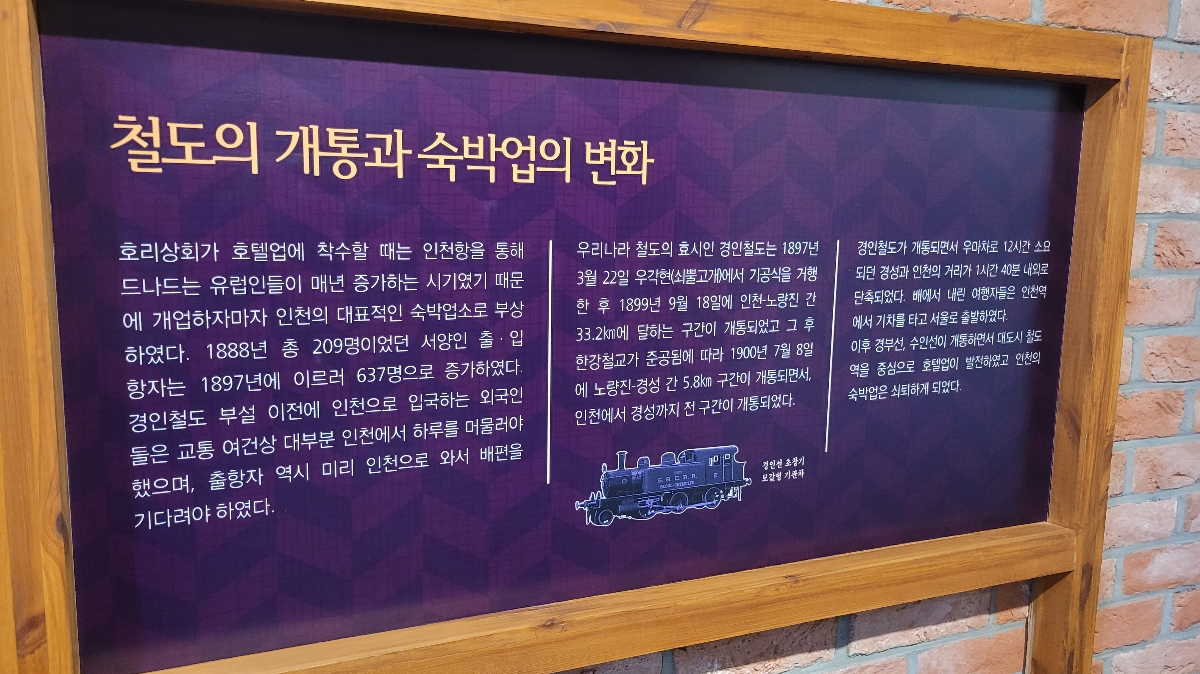 철도의 개통과 숙박업의 변화
호리상회가 호텔업에 착수할 때는 인천항을 통해
드나드는 유럽인들이 매년 증가하는 시기였기 때문
에 개업하자마자 인천의 대표적인 숙박업소로 부상
하였다. 1888년 총 209명이었던 서양인 출·입
항자는 1897년에 이르러 637명으로 증가하였다.
경인철도 부설 이전에 인천으로 입국하는 외국인
들은 교통 여건상 대부분 인천에서 하루를 머물러야
했으며, 출항자 역시 미리 인천으로 와서 배편을
기다려야 하였다.
우리나라 철도의 효시인 경인철도는 1897년
3월 22일 우각현(쇠뿔고개)에서 기공식을 거행
한 후 1899년 9월 18일에 인천-노량진 간
33.2㎞에 달하는 구간이 개통되었고 그 후
한강철교가 준공됨에 따라 1900년 7월 8일
에 노량진-경성 간 5.8㎞ 구간이 개통되면서,
인천에서 경성까지 전 구간이 개통되었다.
경인선 초창기
모갈형 기관차
경인철도가 개통되면서 우마차로 12시간 소요
되던 경성과 인천의 거리가 1시간 40분 내외로
단축되었다. 배에서 내린 여행자들은 인천역
에서 기차를 타고 서울로 출발하였다.
이후 경부선, 수인선이 개통하면서 대도시 철도
역을 중심으로 호텔업이 발전하였고 인천의
숙박업은 쇠퇴하게 되었다.